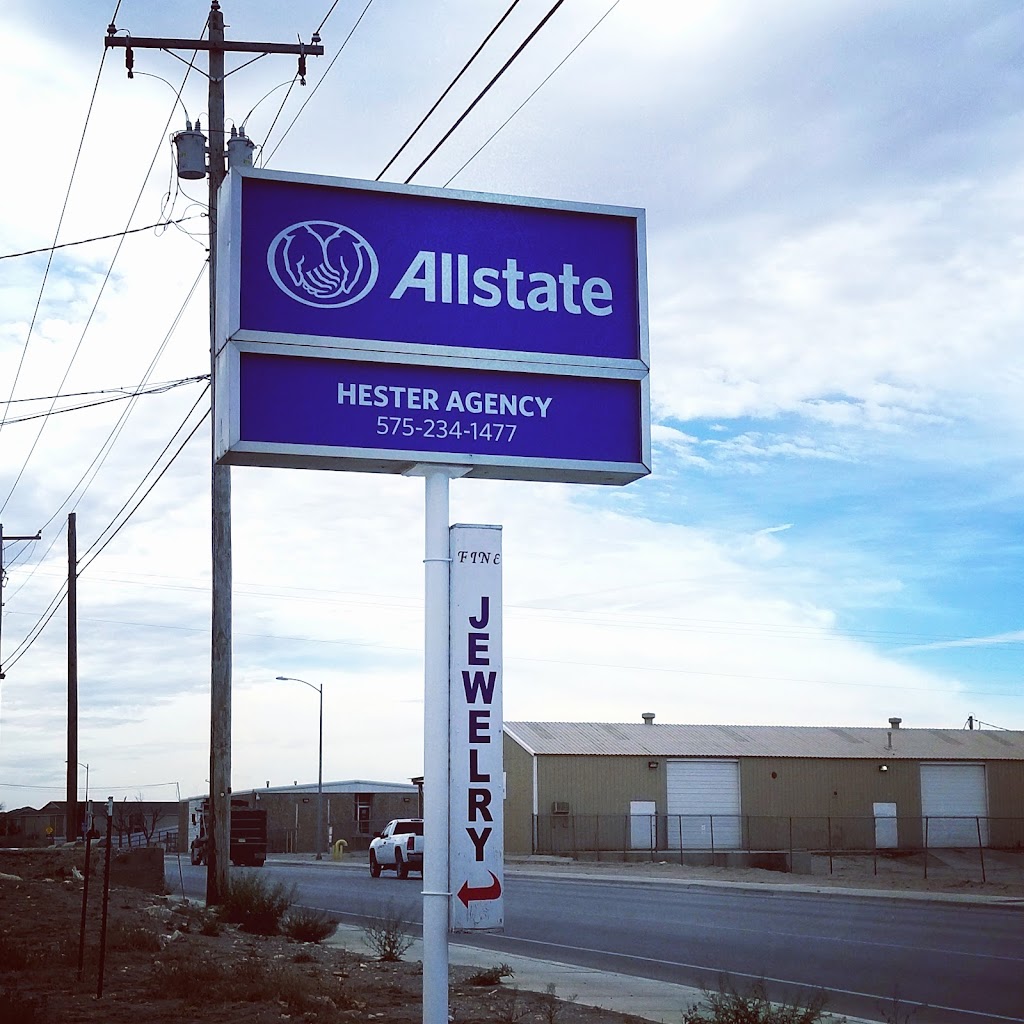 Allstate
HESTER AGENCY
575-234-1477
FINE
JEWELRY